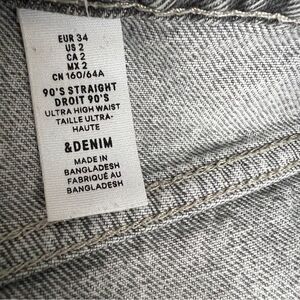 EUR 34
US 2
CA 2
MX 2
CN 160/64A
90'S STRAIGHT
DROIT 90'S
ULTRA HIGH WAIST
TAILLE ULTRA-
HAUTE
&DENIM
MADE IN
BANGLADESH
FABRIQUÉ AU
BANGLADESH